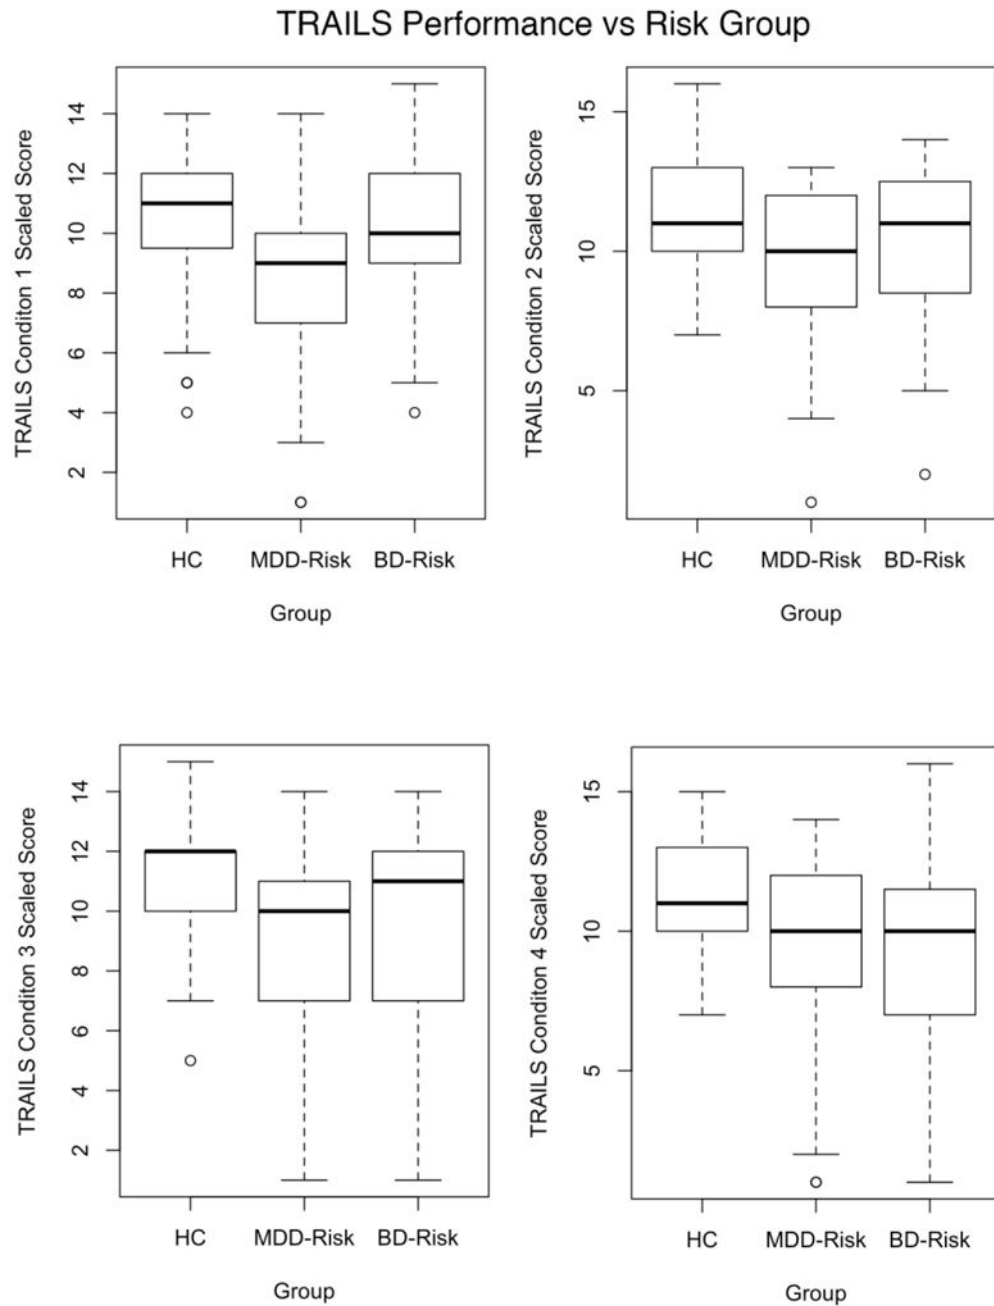 TRAILS Performance vs Risk Group
TRAILS Conditon 1 Scaled Score
14
12
10
8
6
4
2
HC MDD-Risk BD-Risk
Group
TRAILS Conditon 2 Scaled Score
15
10
5
HC MDD-Risk BD-Risk
Group
TRAILS Conditon 3 Scaled Score
14
12
10
8
6
4
2
HC MDD-Risk BD-Risk
Group
TRAILS Conditon 4 Scaled Score
15
10
5
HC MDD-Risk BD-Risk
Group